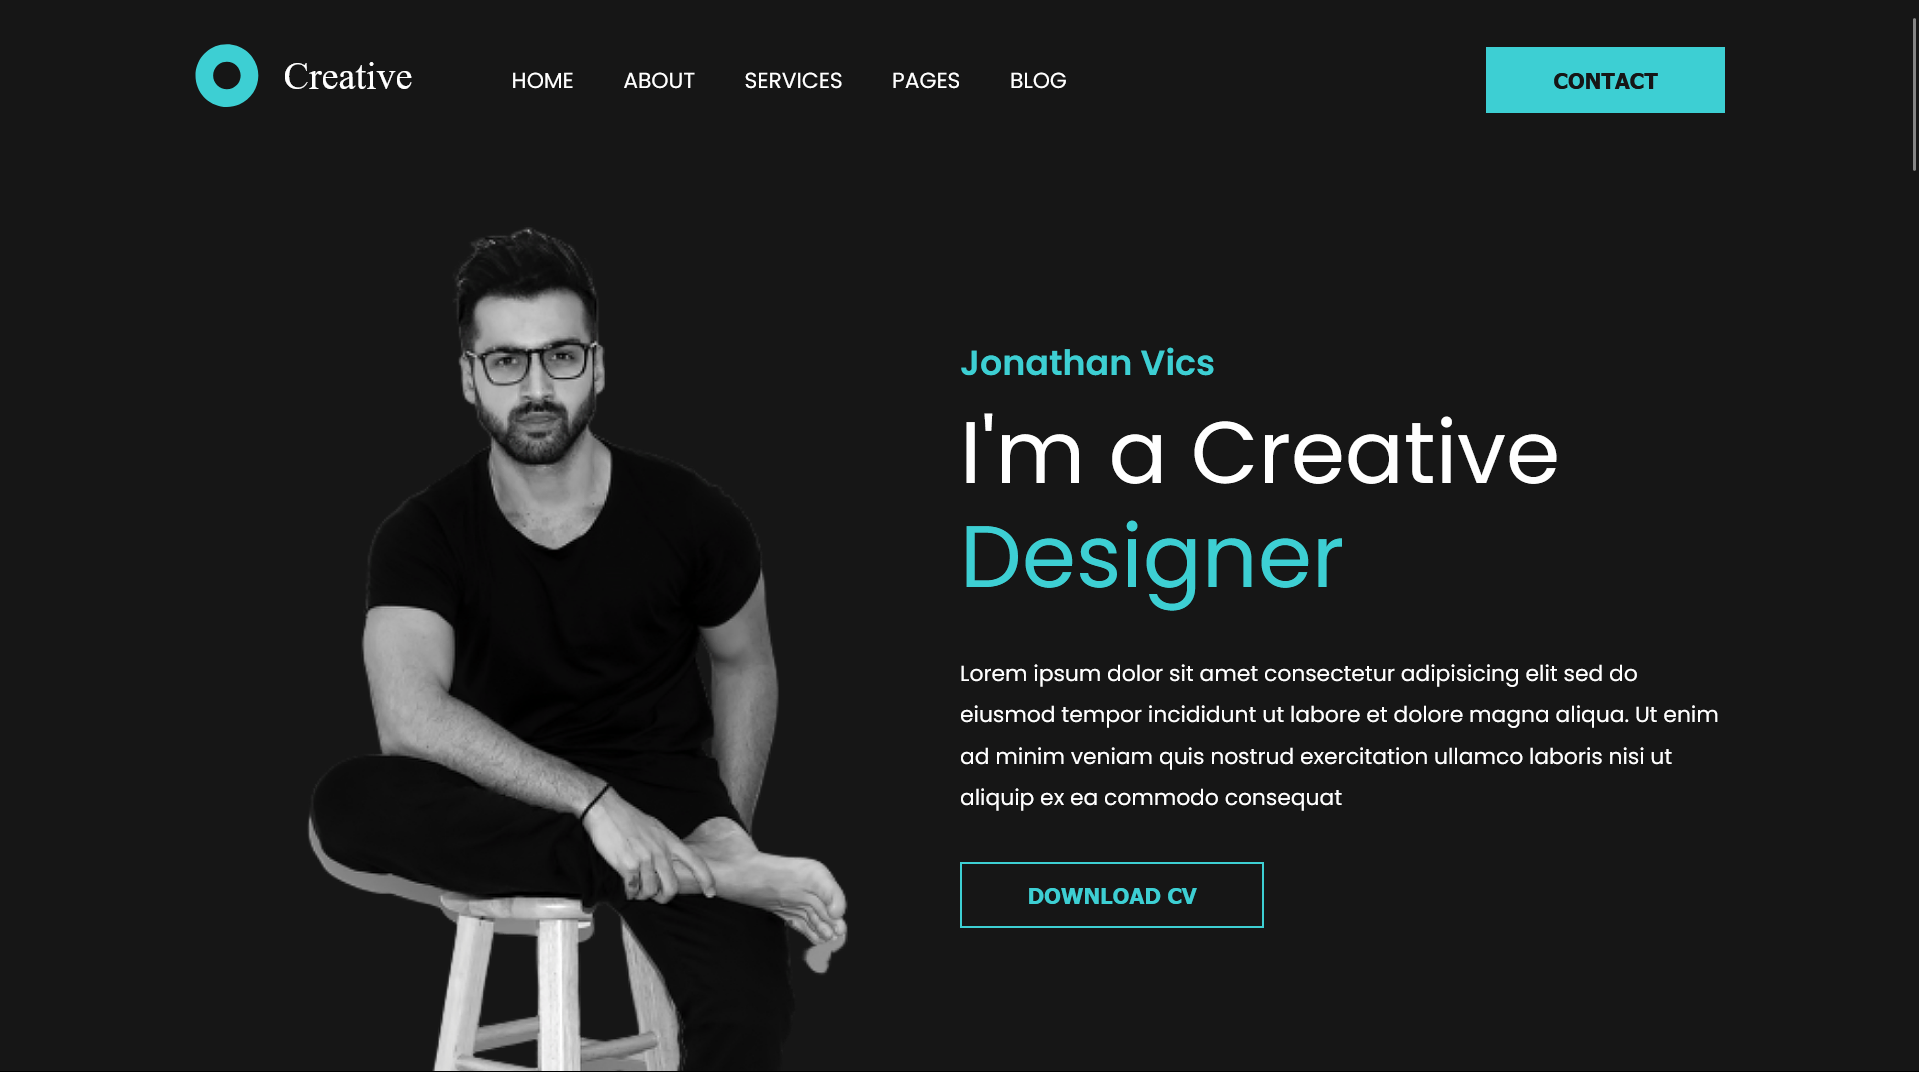 Creative
HOME
ABOUT
SERVICES
PAGES
BLOG
CONTACT
Jonathan Vics
I'm a Creative
Designer
Lorem ipsum dolor sit amet consectetur adipisicing elit sed do
eiusmod tempor incididunt ut labore et dolore magna aliqua. Ut enim
ad minim veniam quis nostrud exercitation ullamco laboris nisi ut
aliquip ex ea commodo consequat
DOWNLOAD CV